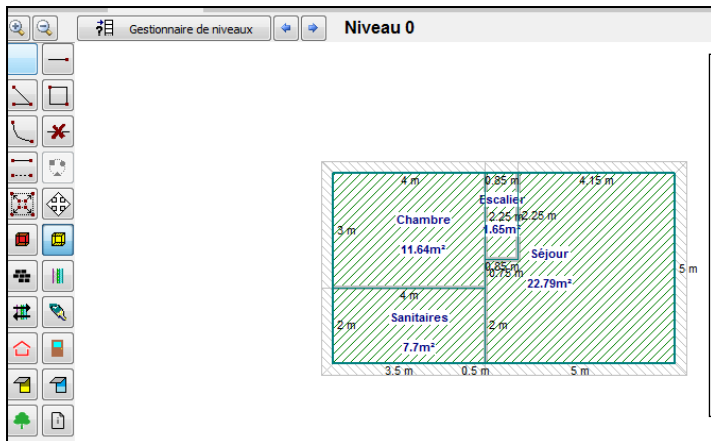 Gestionnaire de niveaux
Niveau 0
4 m
0.85 m
4.15 m
Escalier
Chambre
2.25 m
2.25 m
1.65m²
3 m
11.64m²
Séjour
0.85 m
0.75 m
22.79m²
5 m
4 m
Sanitaires
2 m
2 m
7.7m²
3.5 m
0.5 m
5 m